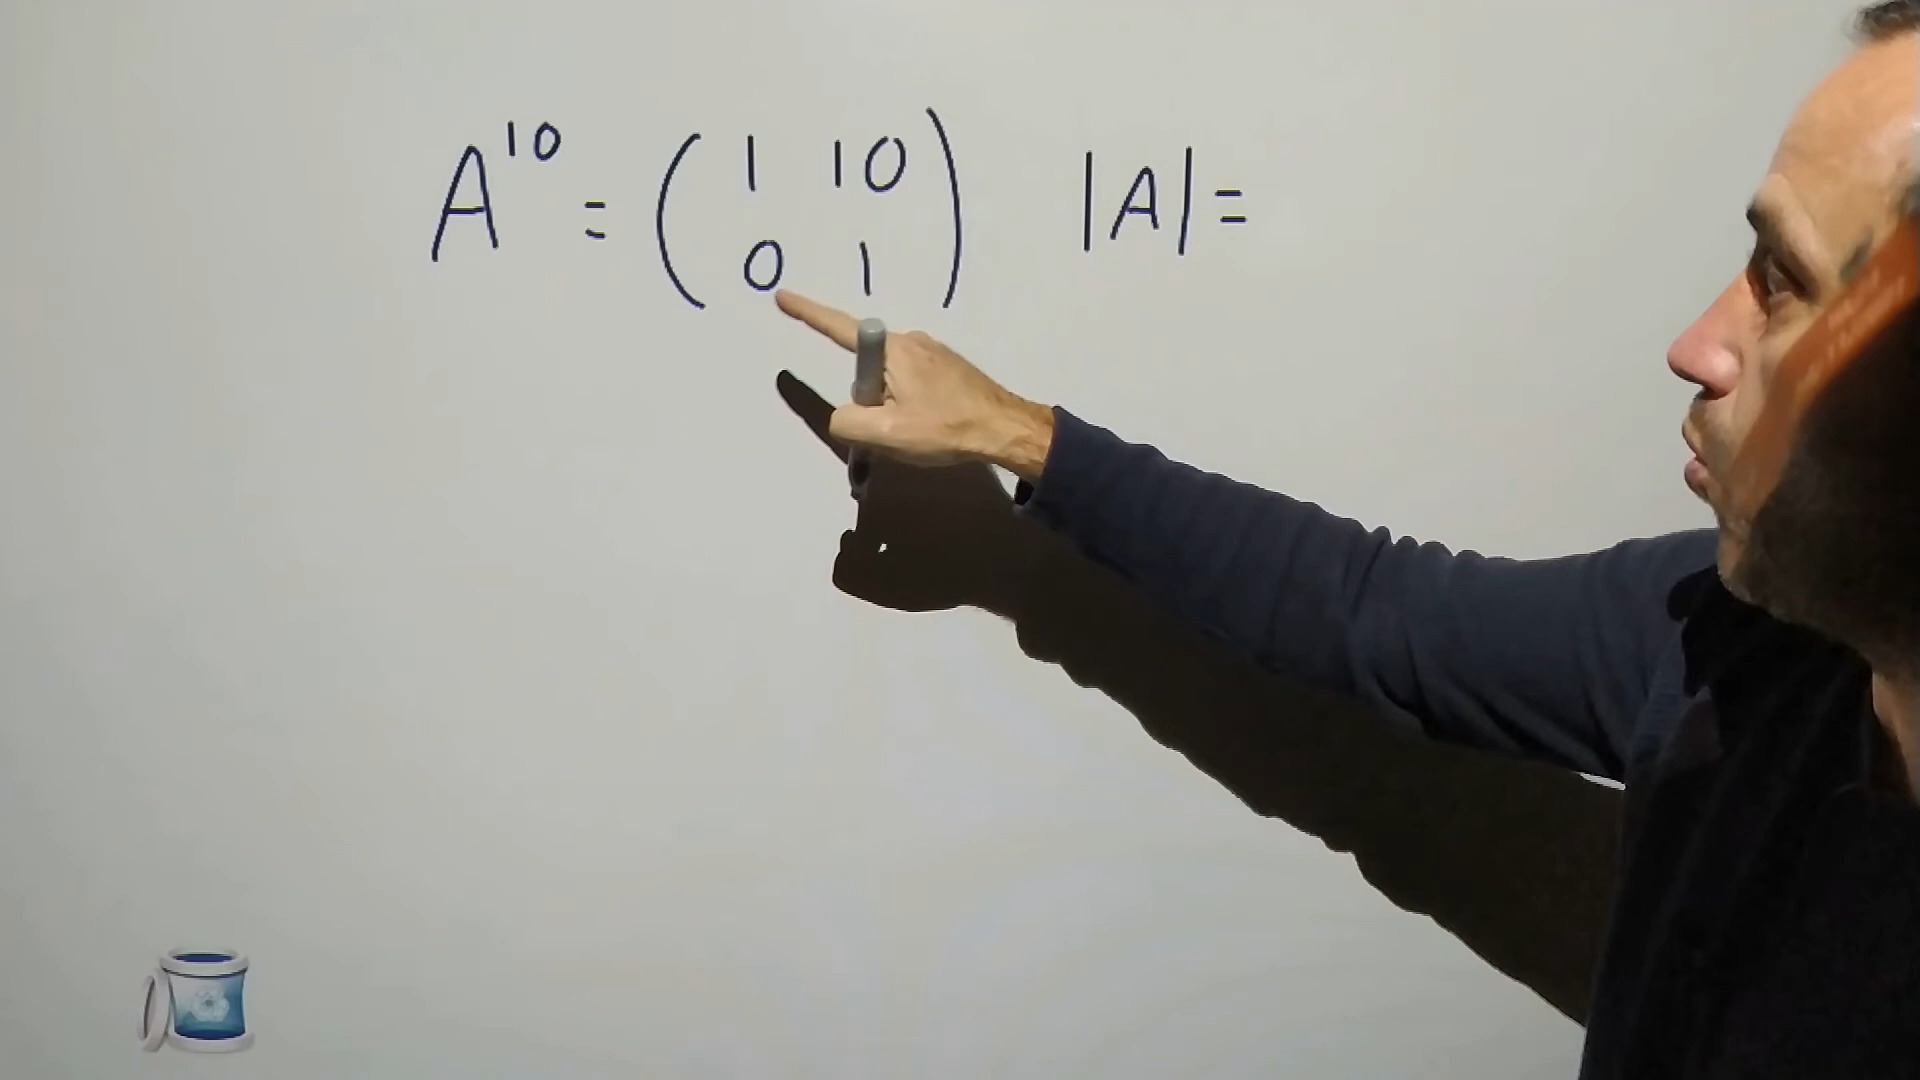 A¹⁰ = ( 1 10 ) |A| =
0 1